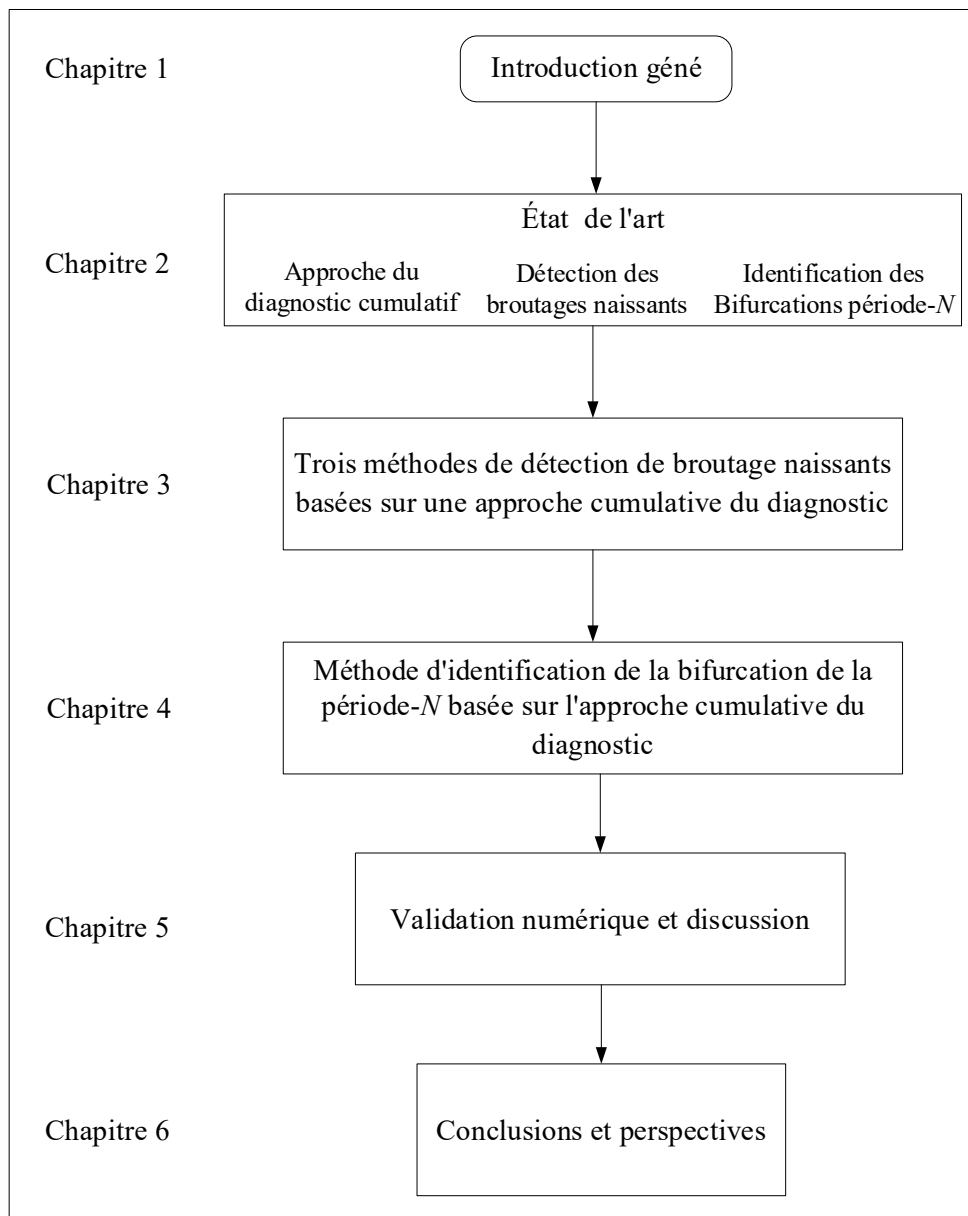 Chapitre 1
Introduction géné
Chapitre 2
État de l'art
Approche du
diagnostic cumulatif
Détection des
broutages naissants
Identification des
Bifurcations période-N
Chapitre 3
Trois méthodes de détection de broutage naissants
basées sur une approche cumulative du diagnostic
Chapitre 4
Méthode d'identification de la bifurcation de la
période-N basée sur l'approche cumulative du
diagnostic
Chapitre 5
Validation numérique et discussion
Chapitre 6
Conclusions et perspectives